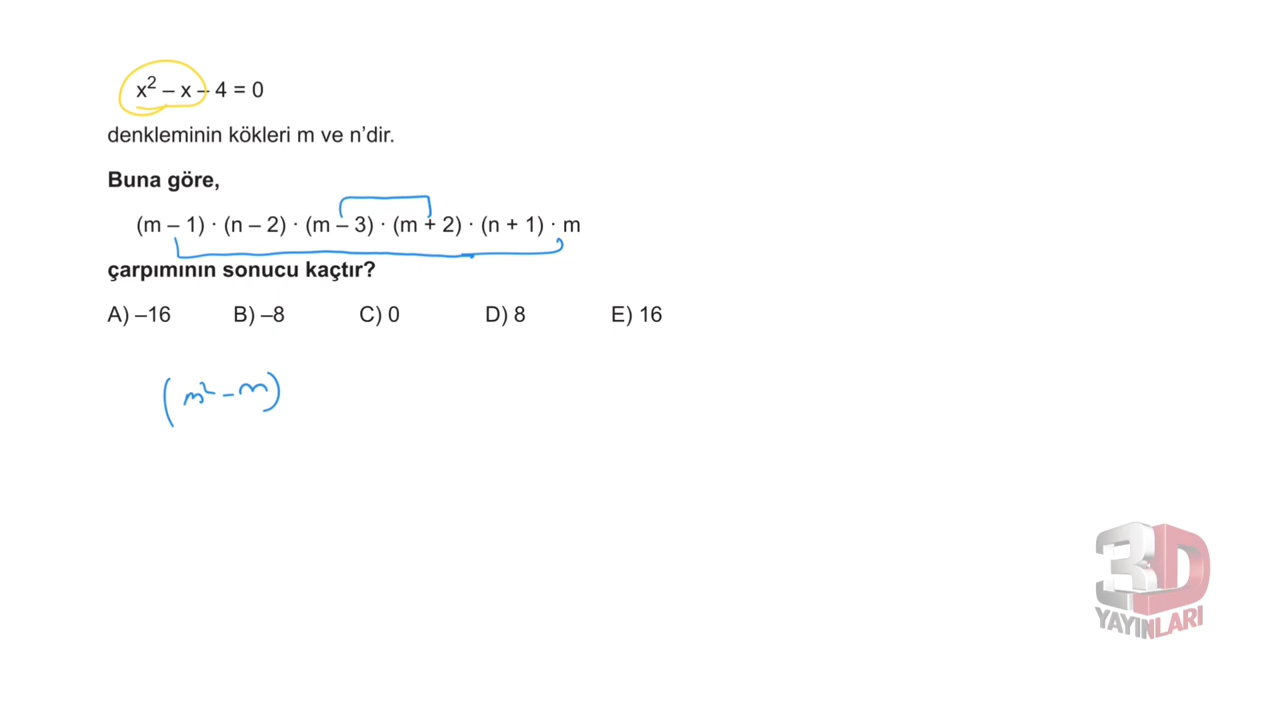 x² – x – 4 = 0
denkleminin kökleri m ve n'dir.
Buna göre,
(m – 1) · (n – 2) · (m – 3) · (m + 2) · (n + 1) · m
çarpımının sonucu kaçtır?
A) –16 B) –8 C) 0 D) 8 E) 16
(m² – m)
3D
YAYINLARI